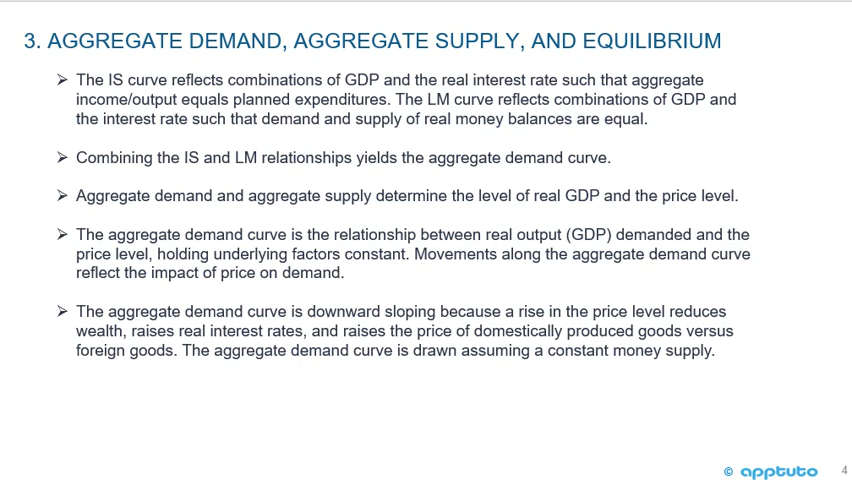 3. AGGREGATE DEMAND, AGGREGATE SUPPLY, AND EQUILIBRIUM
➢ The IS curve reflects combinations of GDP and the real interest rate such that aggregate
income/output equals planned expenditures. The LM curve reflects combinations of GDP and
the interest rate such that demand and supply of real money balances are equal.
➢ Combining the IS and LM relationships yields the aggregate demand curve.
➢ Aggregate demand and aggregate supply determine the level of real GDP and the price level.
➢ The aggregate demand curve is the relationship between real output (GDP) demanded and the
price level, holding underlying factors constant. Movements along the aggregate demand curve
reflect the impact of price on demand.
➢ The aggregate demand curve is downward sloping because a rise in the price level reduces
wealth, raises real interest rates, and raises the price of domestically produced goods versus
foreign goods. The aggregate demand curve is drawn assuming a constant money supply.
© apptuto 4